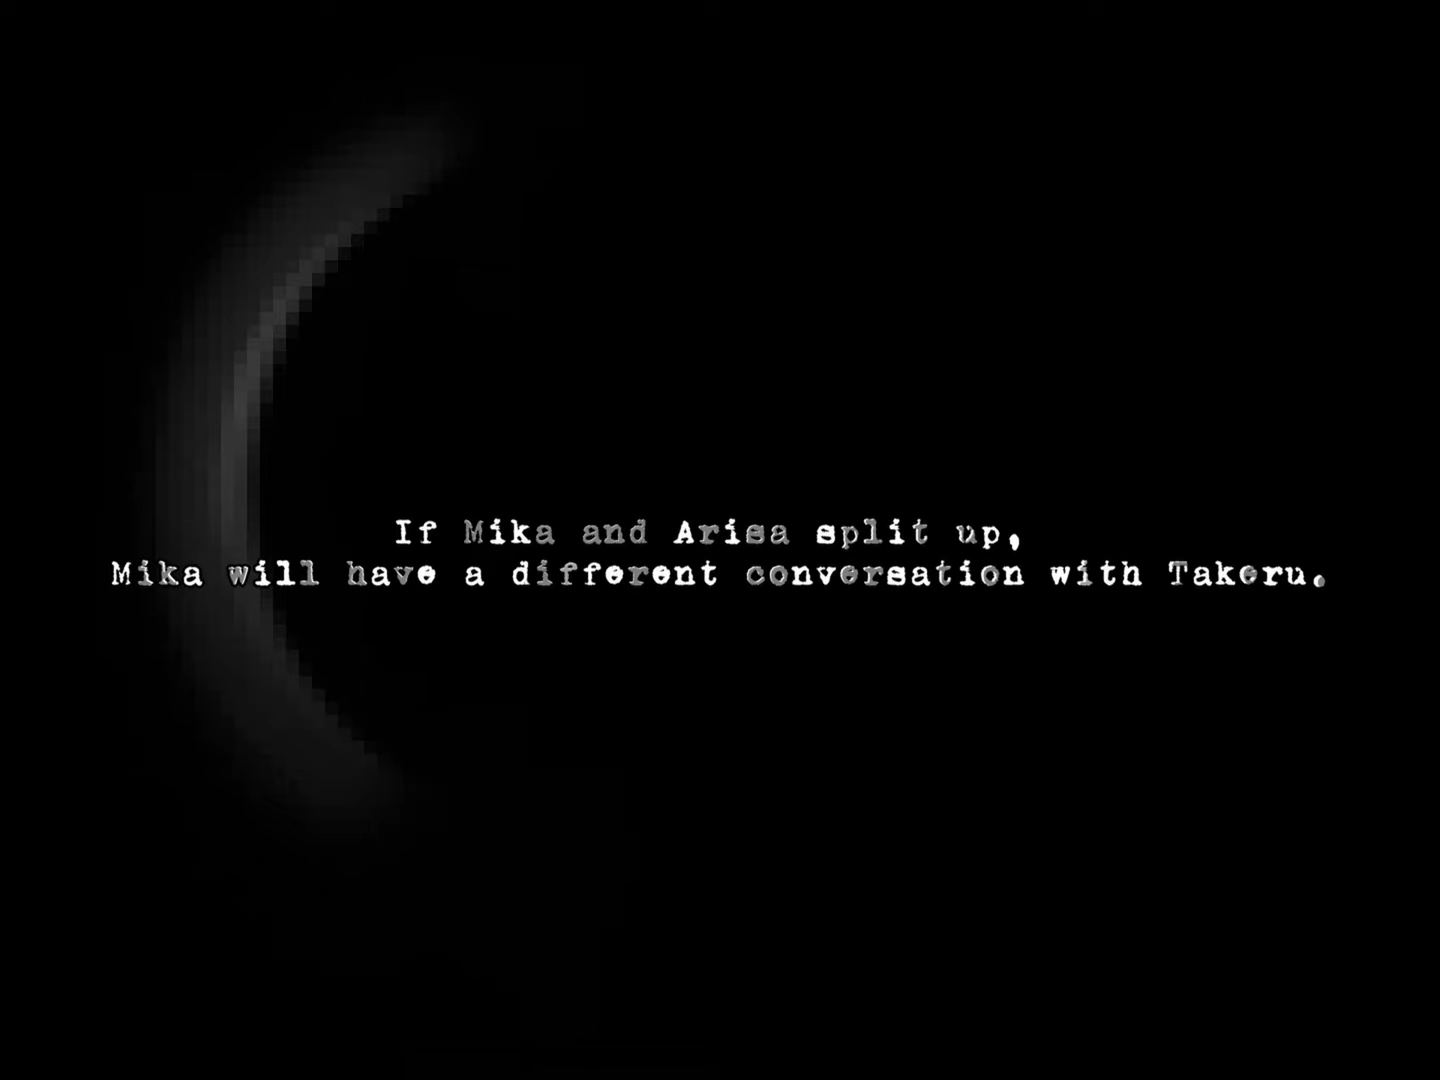 If Mika and Arisa split up,
Mika will have a different conversation with Takeru.